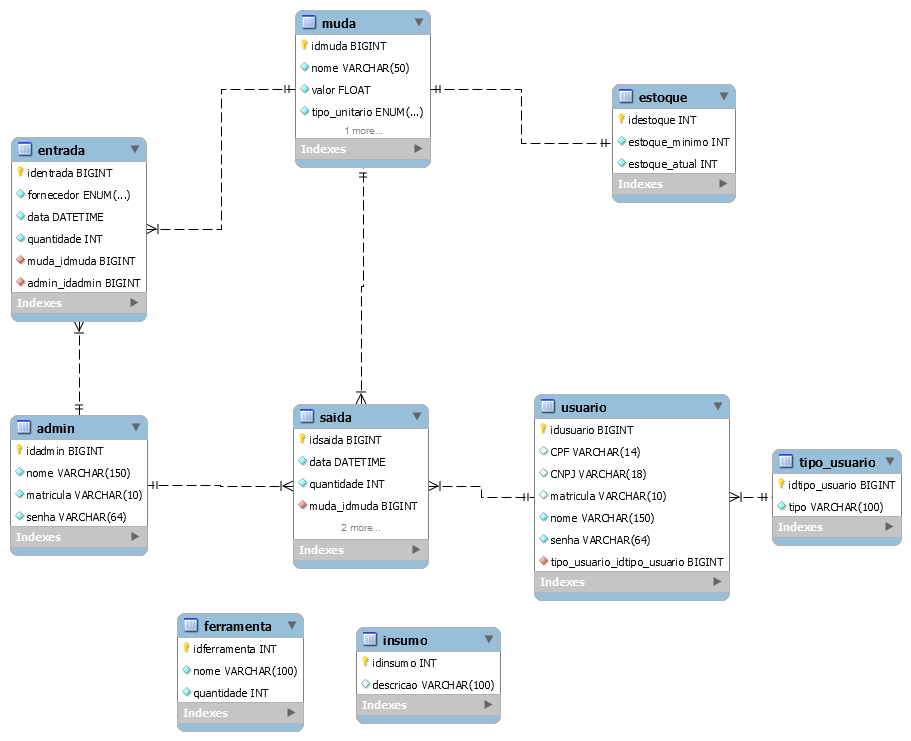 muda
idmuda BIGINT
nome VARCHAR(50)
valor FLOAT
tipo_unitario ENUM(...)
1 more...
Indexes
estoque
idestoque INT
estoque_minimo INT
estoque_atual INT
Indexes
entrada
identrada BIGINT
fornecedor ENUM(...)
data DATETIME
quantidade INT
muda_idmuda BIGINT
admin_idadmin BIGINT
Indexes
admin
idadmin BIGINT
nome VARCHAR(150)
matricula VARCHAR(10)
senha VARCHAR(64)
Indexes
saida
idsaida BIGINT
data DATETIME
quantidade INT
muda_idmuda BIGINT
2 more...
Indexes
usuario
idusuario BIGINT
CPF VARCHAR(14)
CNPJ VARCHAR(18)
matricula VARCHAR(10)
nome VARCHAR(150)
senha VARCHAR(64)
tipo_usuario_idtipo_usuario BIGINT
Indexes
tipo_usuario
idtipo_usuario BIGINT
tipo VARCHAR(100)
Indexes
ferramenta
idferramenta INT
nome VARCHAR(100)
quantidade INT
Indexes
insumo
idinsumo INT
descricao VARCHAR(100)
Indexes